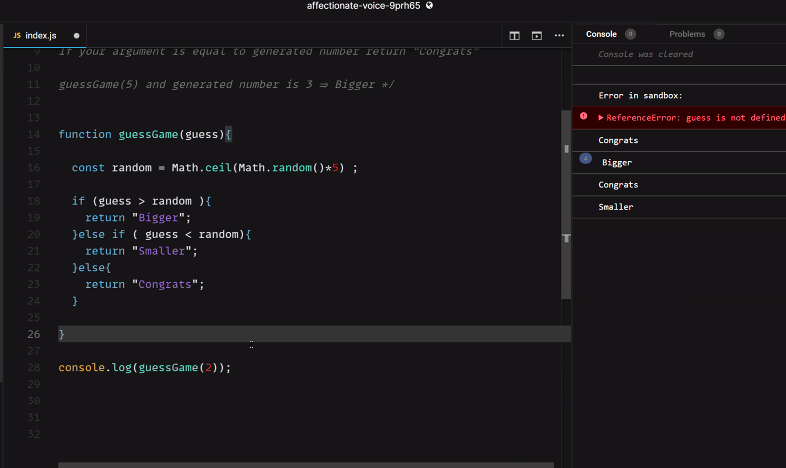 affectionate-voice-9prh65
JS index.js
Console 0 Problems 0
9 If your argument is equal to generated number return "Congrats"
10
11 guessGame(5) and generated number is 3 ⇒ Bigger */
12
13
14 function guessGame(guess){
15
16 const random = Math.ceil(Math.random()*5) ;
17
18 if (guess > random ){
19 return "Bigger";
20 }else if ( guess < random){
21 return "Smaller";
22 }else{
23 return "Congrats";
24 }
25
26 }
27
28 console.log(guessGame(2));
29
30
31
32
Console was cleared
Error in sandbox:
ReferenceError: guess is not defined
Congrats
Bigger
Congrats
Smaller